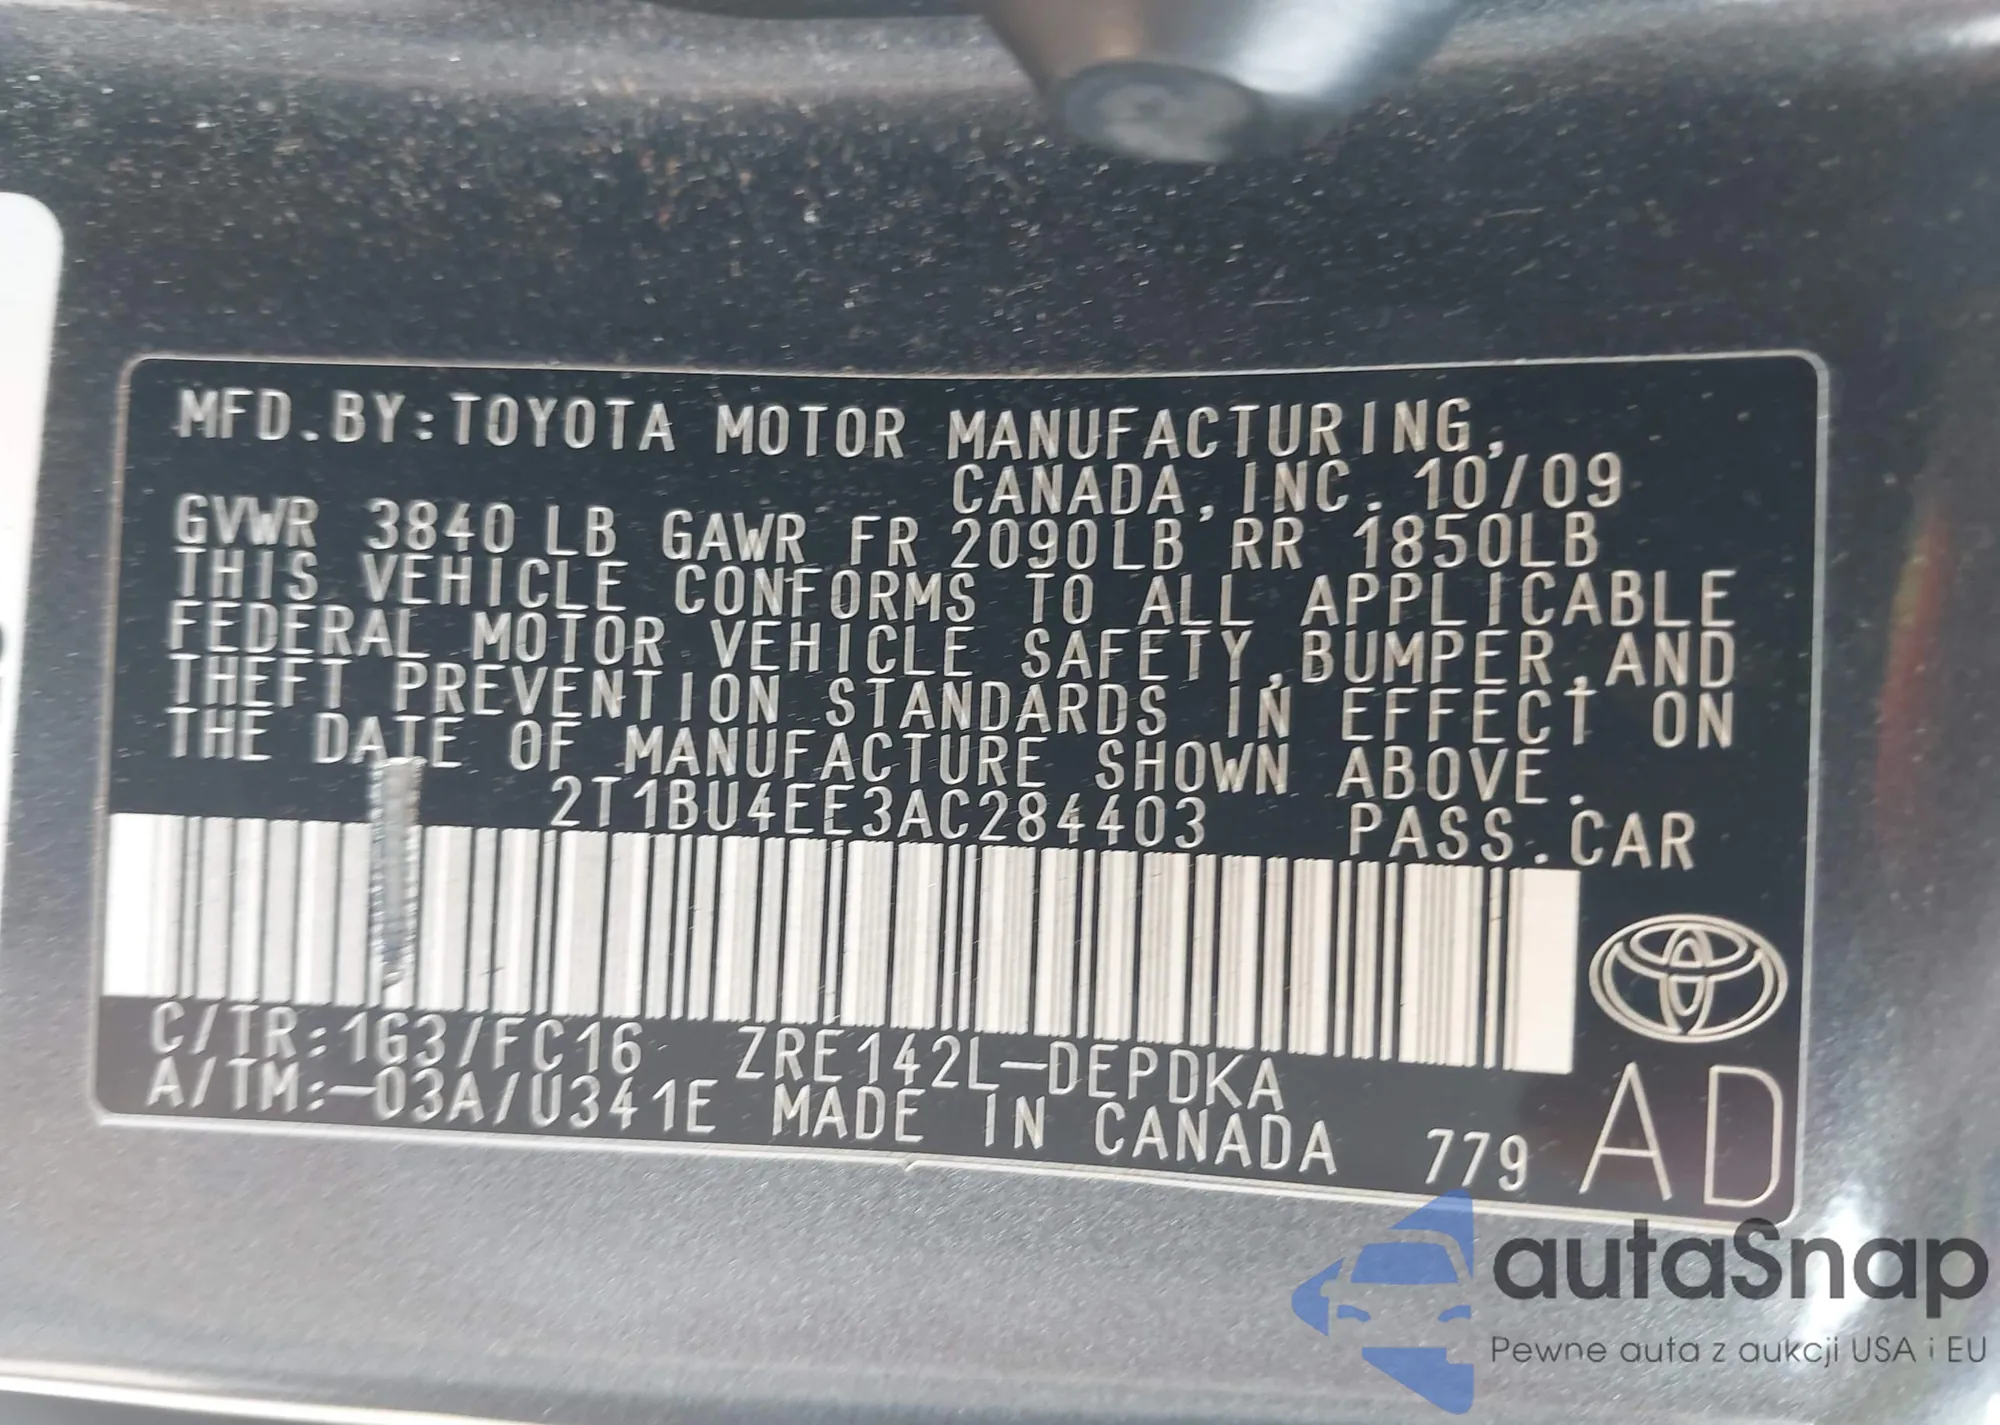 MFD.BY:TOYOTA MOTOR MANUFACTURING,
CANADA,INC. 10/09
GVWR 3840 LB GAWR FR 2090LB RR 1850LB
THIS VEHICLE CONFORMS TO ALL APPLICABLE
FEDERAL MOTOR VEHICLE SAFETY,BUMPER,AND
THEFT PREVENTION STANDARDS IN EFFECT ON
THE DATE OF MANUFACTURE SHOWN ABOVE.
2T1BU4EE3AC284403 PASS.CAR
C/TR:1G3/FC16 ZRE142L-DEPDKA
A/TM:-03A/U341E MADE IN CANADA 779 AD
autaSnap
Pewne auta z aukcji USA i EU